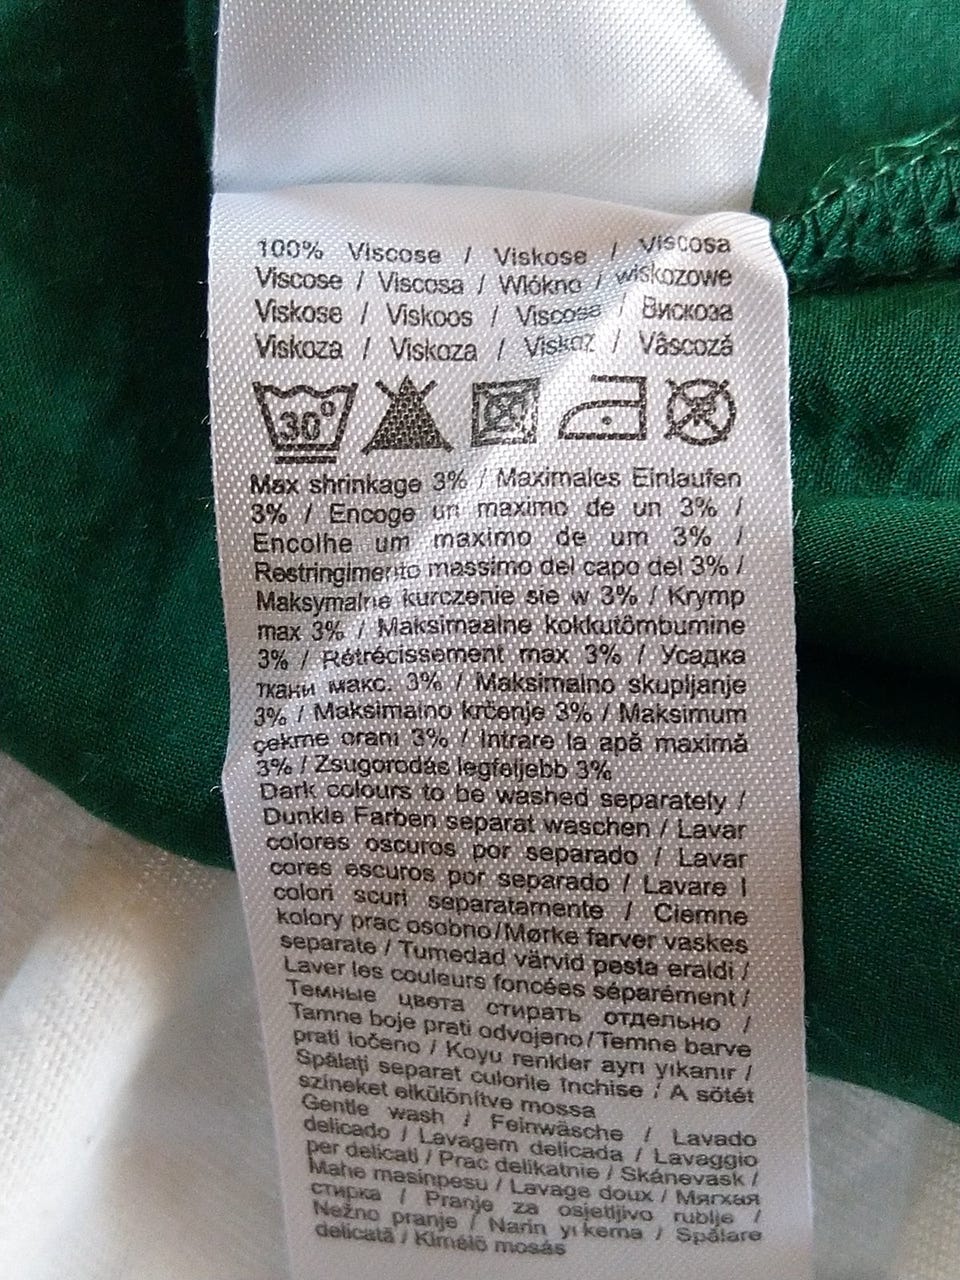 100% Viscose / Viskose / Viscosa
Viscose / Viscosa / Wlókno / wiskozowe
Viskose / Viskoos / Viscose / Вискоза
Viskoza / Viskoza / Viskoz / Vâscoză
30°
Max shrinkage 3% / Maximales Einlaufen
3% / Encoge un maximo de un 3% /
Encolhe um maximo de um 3% /
Restringimento massimo del capo del 3% /
Maksymalne kurczenie sie w 3% / Krymp
max 3% / Maksimaalne kokkutõmbumine
3% / Rétrécissement max 3% / Усадка
ткани макс. 3% / Maksimalno skupljanje
3% / Maksimalno krčenje 3% / Maksimum
çekme oranı 3% / Intrare la apă maximă
3% / Zsugorodás legfeljebb 3%
Dark colours to be washed separately /
Dunkle Farben separat waschen / Lavar
colores oscuros por separado / Lavar
cores escuros por separado / Lavare I
colori scuri separatamente / Ciemne
kolory prac osobno/Mørke farver vaskes
separate / Tumedad värvid pesta eraldi /
Laver les couleurs foncées séparément /
Темные цвета стирать отдельно /
Tamne boje prati odvojeno/Temne barve
prati ločeno / Koyu renkler ayrı yıkanır /
Spălați separat culorile închise / A sötét
színeket elkülönítve mossa
Gentle wash / Feinwäsche / Lavado
delicado / Lavagem delicada / Lavaggio
per delicati / Prac delikatnie / Skånevask /
Mahe masinpesu / Lavage doux / Мягкая
стирка / Pranje za osjetljivo rublje /
Nežno pranje / Narin yıkama / Spălare
delicată / Kímélő mosás